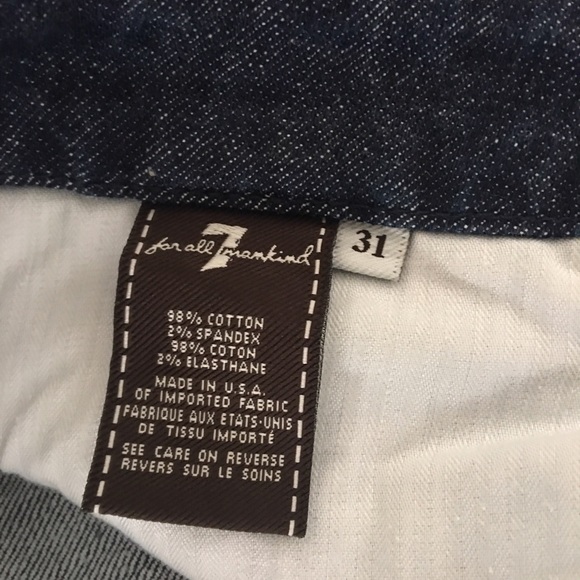 7
for all mankind
31
98% COTTON
2% SPANDEX
98% COTON
2% ELASTHANE
MADE IN U.S.A.
OF IMPORTED FABRIC
FABRIQUE AUX ETATS-UNIS
DE TISSU IMPORTÉ
SEE CARE ON REVERSE
REVERS SUR LE SOINS